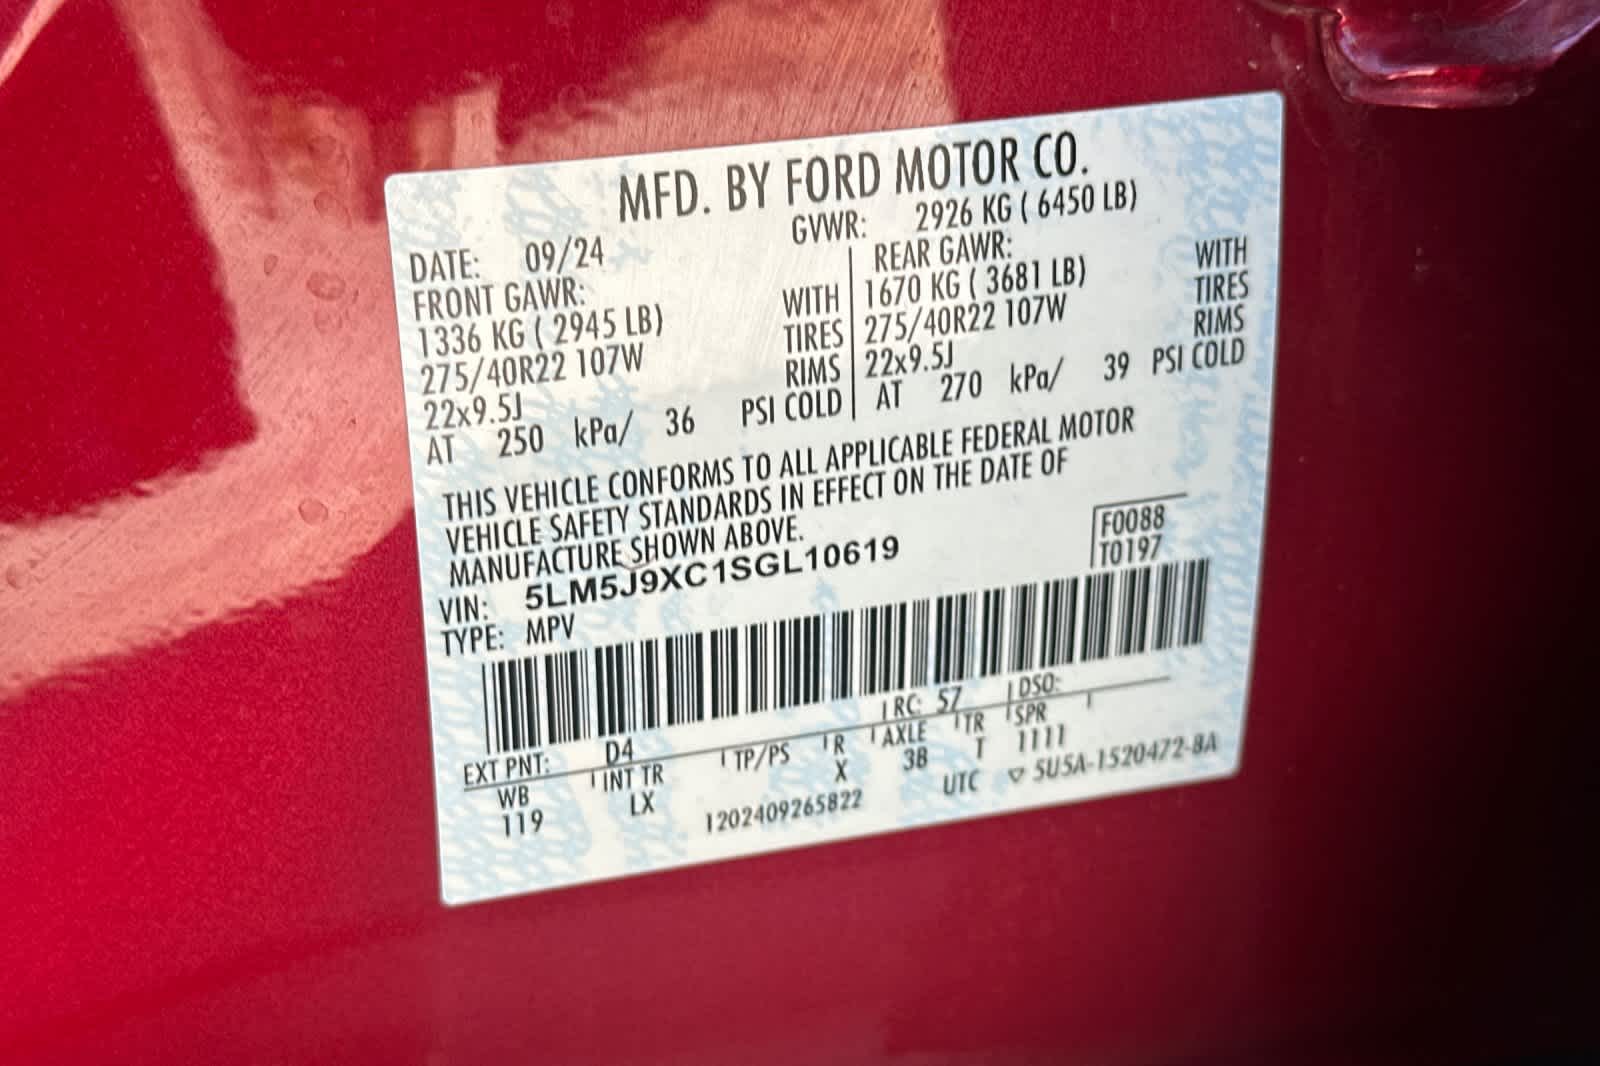 MFD. BY FORD MOTOR CO.
DATE: 09/24 GVWR: 2926 KG ( 6450 LB)
FRONT GAWR: REAR GAWR:
1336 KG ( 2945 LB) WITH 1670 KG ( 3681 LB) WITH
275/40R22 107W TIRES 275/40R22 107W TIRES
22x9.5J RIMS 22x9.5J RIMS
AT 250 kPa/ 36 PSI COLD AT 270 kPa/ 39 PSI COLD
THIS VEHICLE CONFORMS TO ALL APPLICABLE FEDERAL MOTOR
VEHICLE SAFETY STANDARDS IN EFFECT ON THE DATE OF
MANUFACTURE SHOWN ABOVE.
F0088
T0197
VIN: 5LM5J9XC1SGL10619
TYPE: MPV
EXT PNT: D4 RC: 57 DSO:
WB INT TR TP/PS R AXLE TR SPR
119 LX X 38 T 1111
1202409265822 UTC ▽ 5U5A-1520472-8A